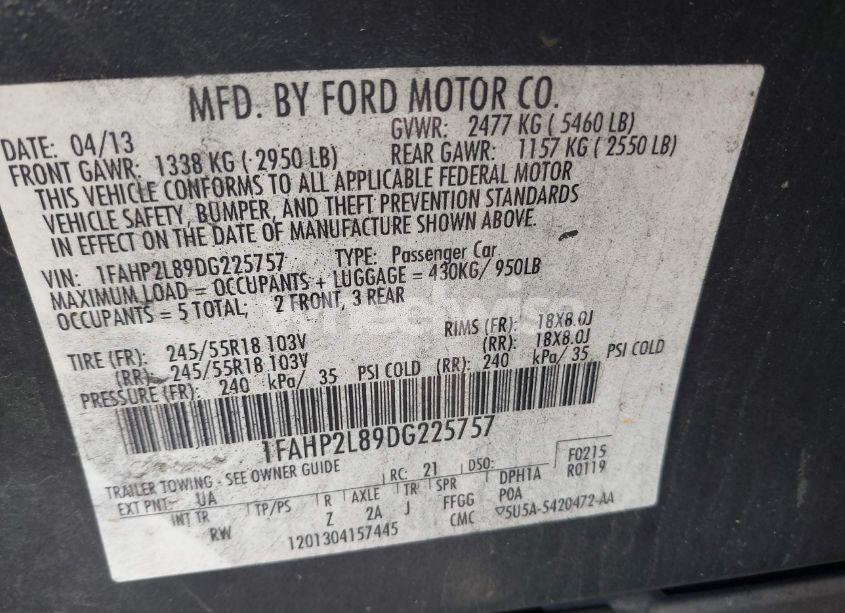 MFD. BY FORD MOTOR CO.
DATE: 04/13 GVWR: 2477 KG ( 5460 LB)
FRONT GAWR: 1338 KG ( 2950 LB) REAR GAWR: 1157 KG ( 2550 LB)
THIS VEHICLE CONFORMS TO ALL APPLICABLE FEDERAL MOTOR
VEHICLE SAFETY, BUMPER, AND THEFT PREVENTION STANDARDS
IN EFFECT ON THE DATE OF MANUFACTURE SHOWN ABOVE.
VIN: 1FAHP2L89DG225757 TYPE: Passenger Car
MAXIMUM LOAD = OCCUPANTS + LUGGAGE = 430KG/ 950LB
OCCUPANTS = 5 TOTAL; 2 FRONT, 3 REAR
TIRE (FR): 245/55R18 103V RIMS (FR): 18X8.0J
(RR): 245/55R18 103V (RR): 18X8.0J
PRESSURE (FR): 240 kPa/ 35 PSI COLD (RR): 240 kPa/ 35 PSI COLD
1FAHP2L89DG225757
TRAILER TOWING - SEE OWNER GUIDE RC: 21 DSO: F0215
EXT PNT: UA R0119
INT TR TP/PS R AXLE TR SPR DPH1A
RW Z 2A J FFGG POA
1201304157445 CMC ▽5U5A-5420472-AA